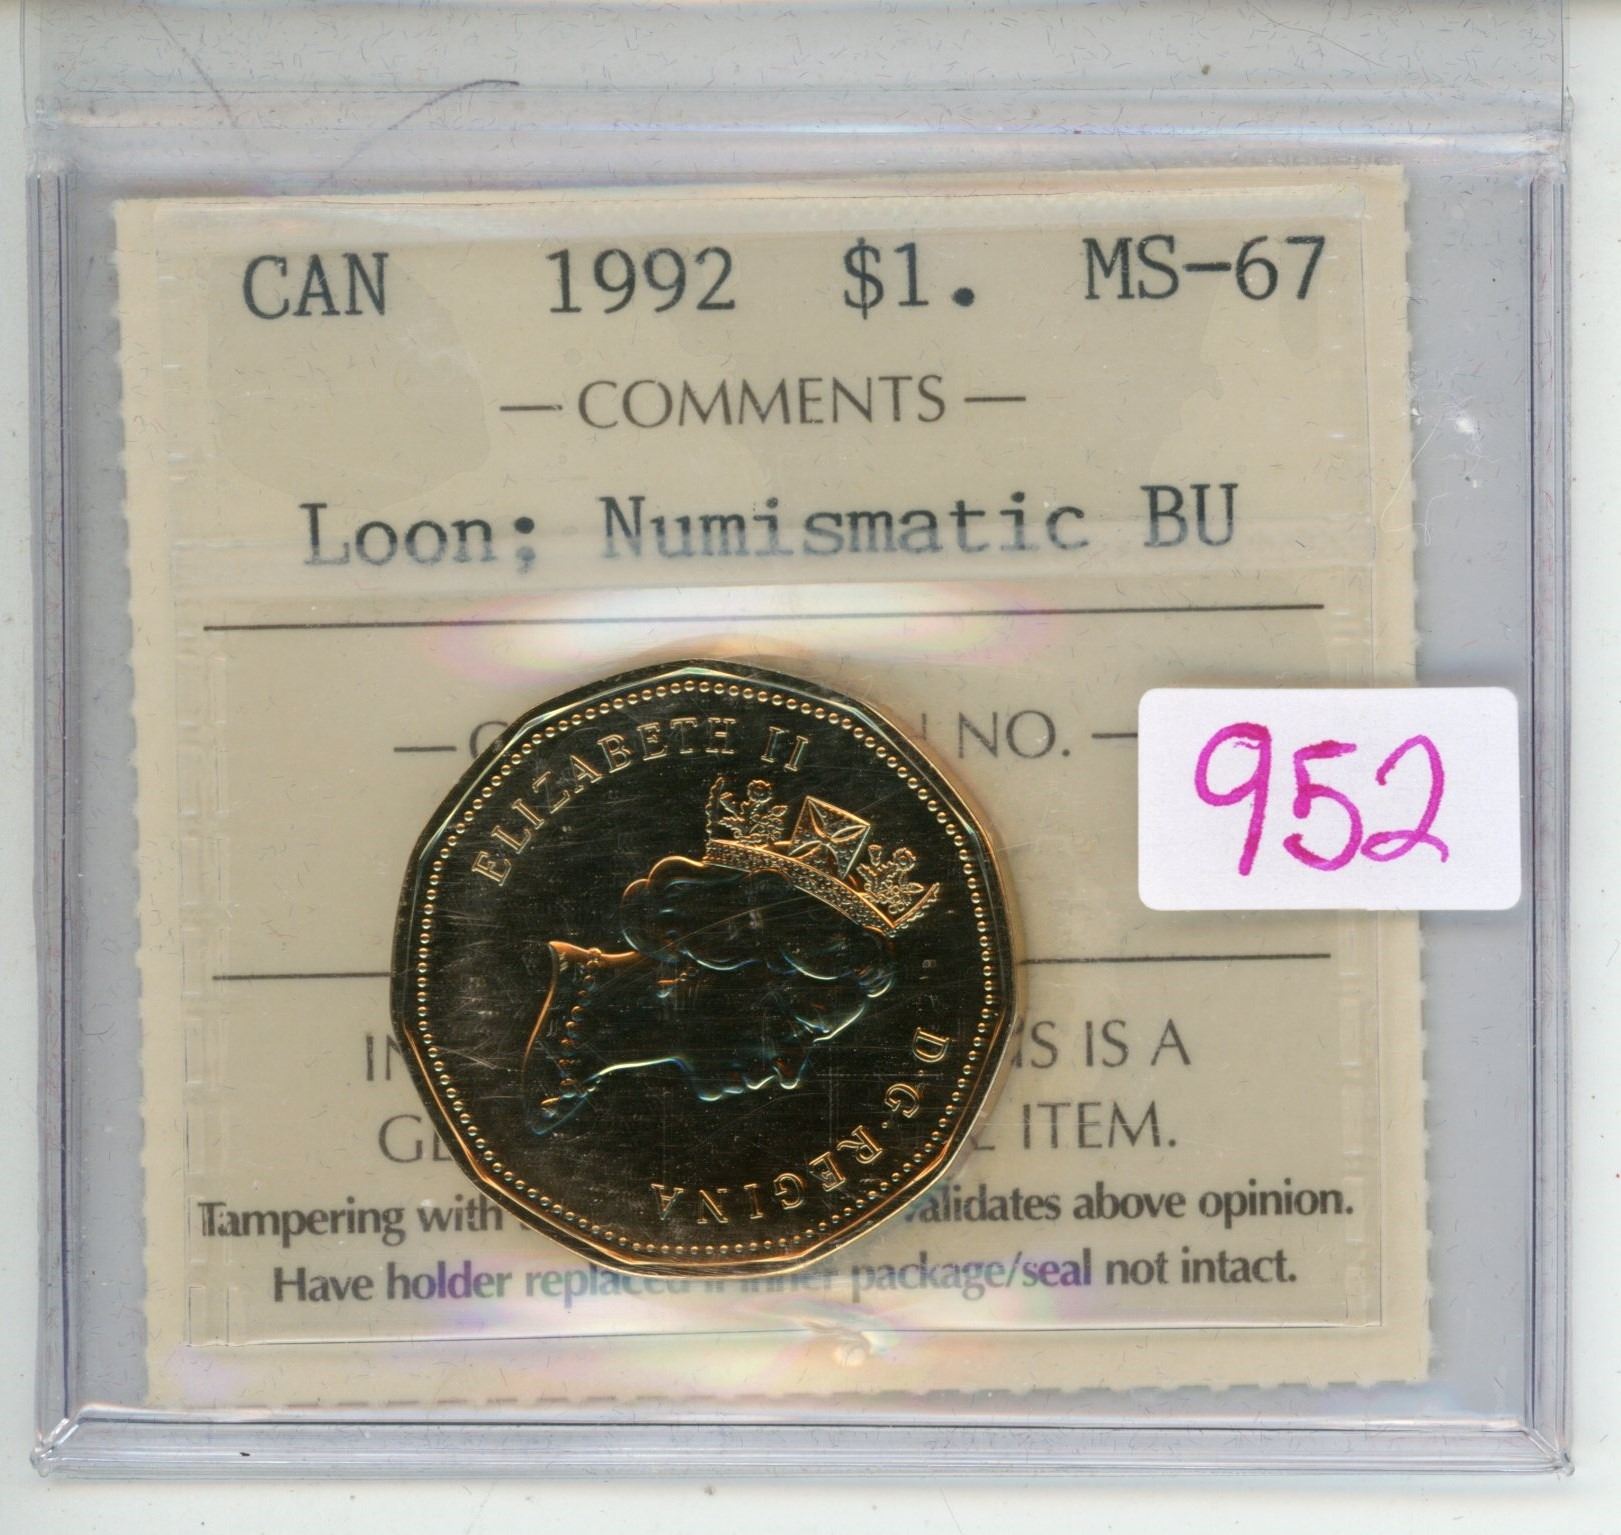 CAN 1992 $1. MS-67
— COMMENTS —
Loon; Numismatic BU
NO. —
952
ELIZABETH II
D·G·REGINA
IS A
ITEM.
Tampering with above opinion.
Have holder package/seal not intact.